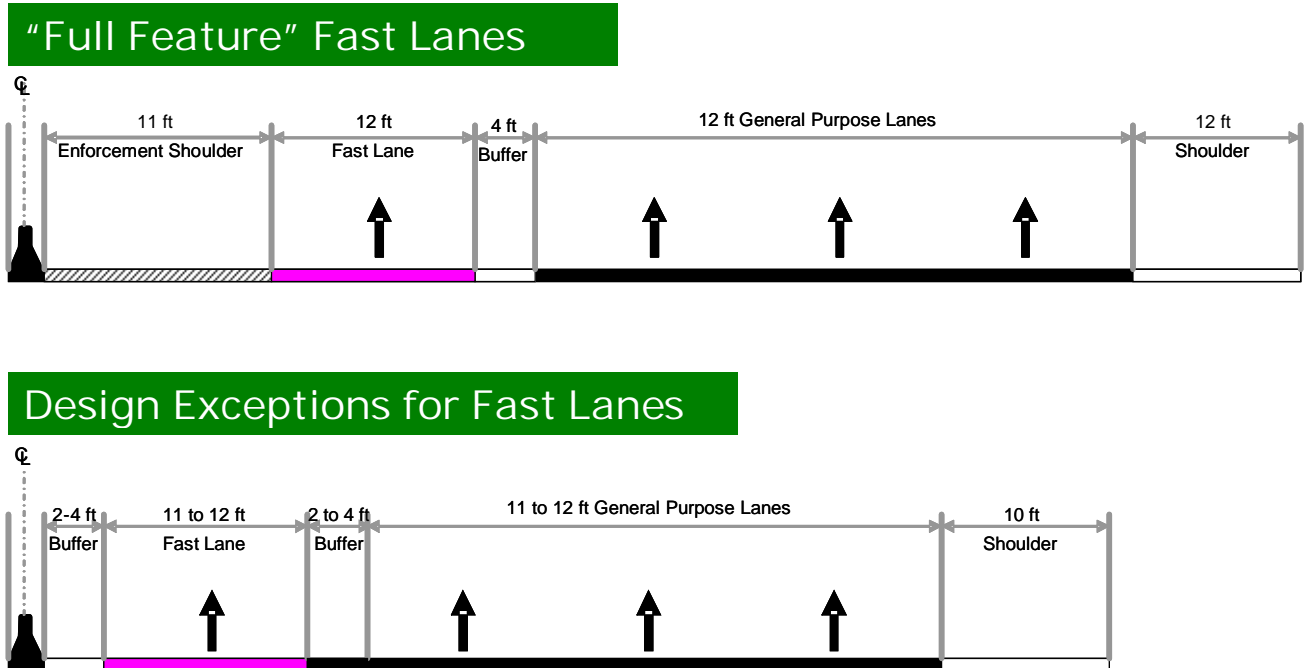 “Full Feature” Fast Lanes
℄
11 ft
Enforcement Shoulder
12 ft
Fast Lane
4 ft
Buffer
12 ft General Purpose Lanes
12 ft
Shoulder
Design Exceptions for Fast Lanes
℄
2-4 ft
Buffer
11 to 12 ft
Fast Lane
2 to 4 ft
Buffer
11 to 12 ft General Purpose Lanes
10 ft
Shoulder